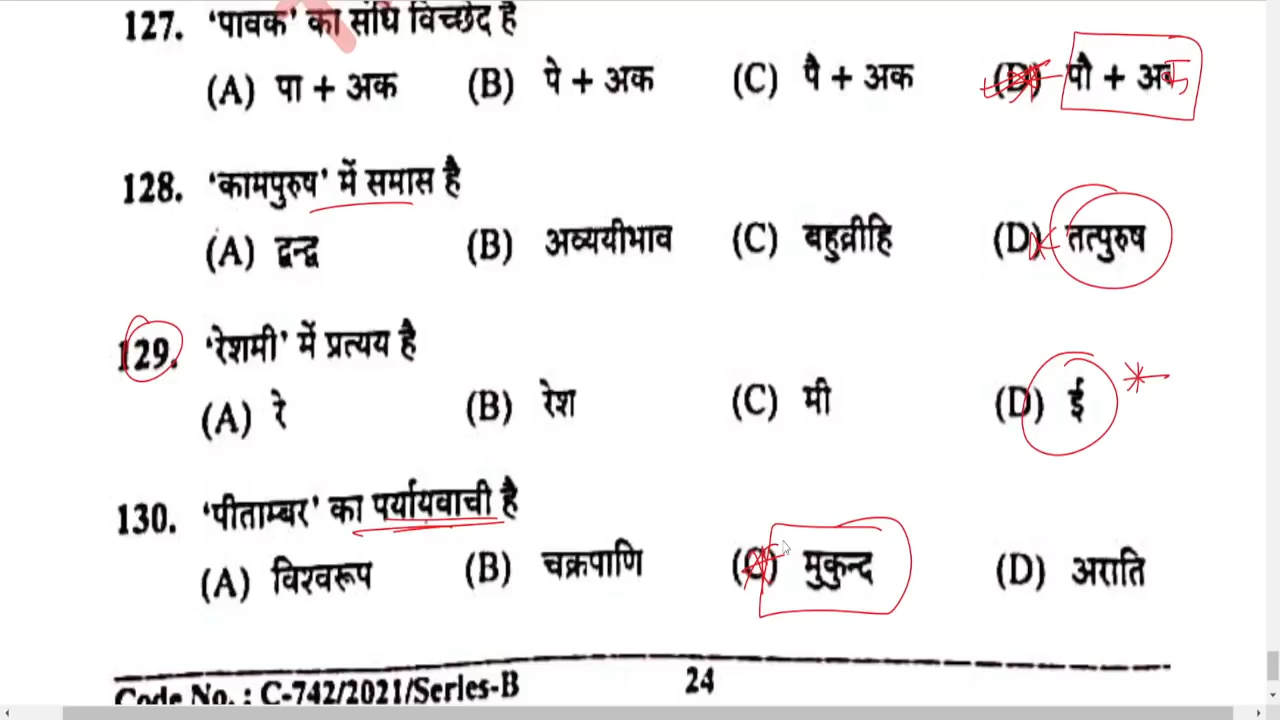 127. 'पावक' का संधि विच्छेद है
(A) पा + अक (B) पे + अक (C) पै + अक (D) पौ + अक
128. 'कामपुरुष' में समास है
(A) द्वन्द्व (B) अव्ययीभाव (C) बहुव्रीहि (D) तत्पुरुष
129. 'रेशमी' में प्रत्यय है
(A) रे (B) रेश (C) मी (D) ई
130. 'पीताम्बर' का पर्यायवाची है
(A) विश्वरूप (B) चक्रपाणि (C) मुकुन्द (D) अराति
Code No. : C-742/2021/Series-B 24